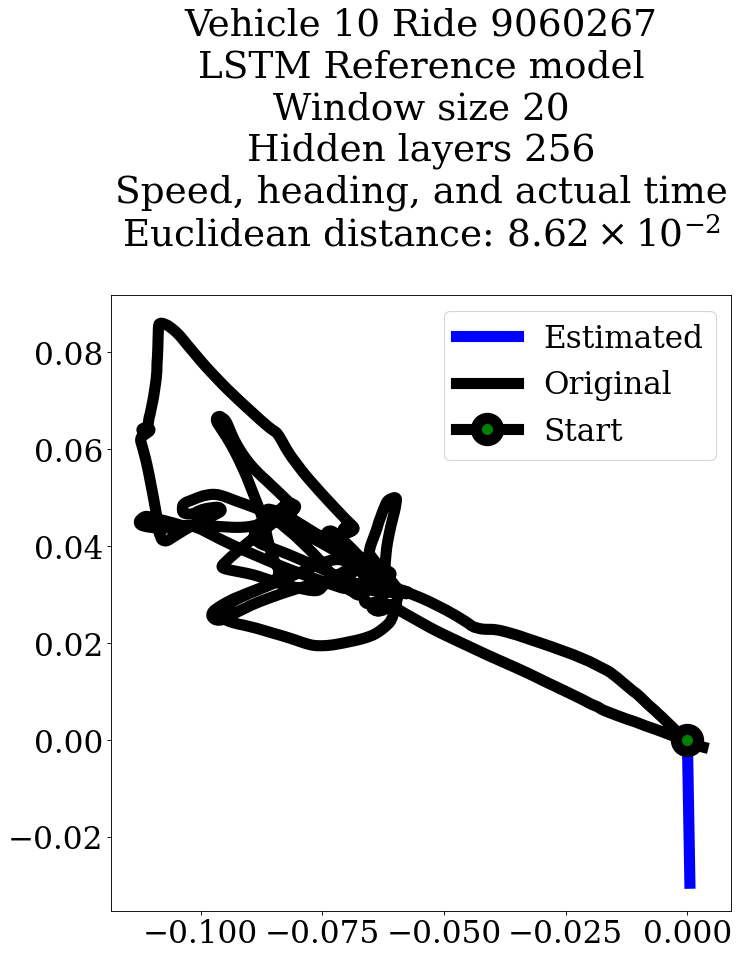 Vehicle 10 Ride 9060267
LSTM Reference model
Window size 20
Hidden layers 256
Speed, heading, and actual time
Euclidean distance: 8.62 × 10⁻²
Estimated
Original
Start
0.08
0.06
0.04
0.02
0.00
−0.02
−0.100 −0.075 −0.050 −0.025 0.000